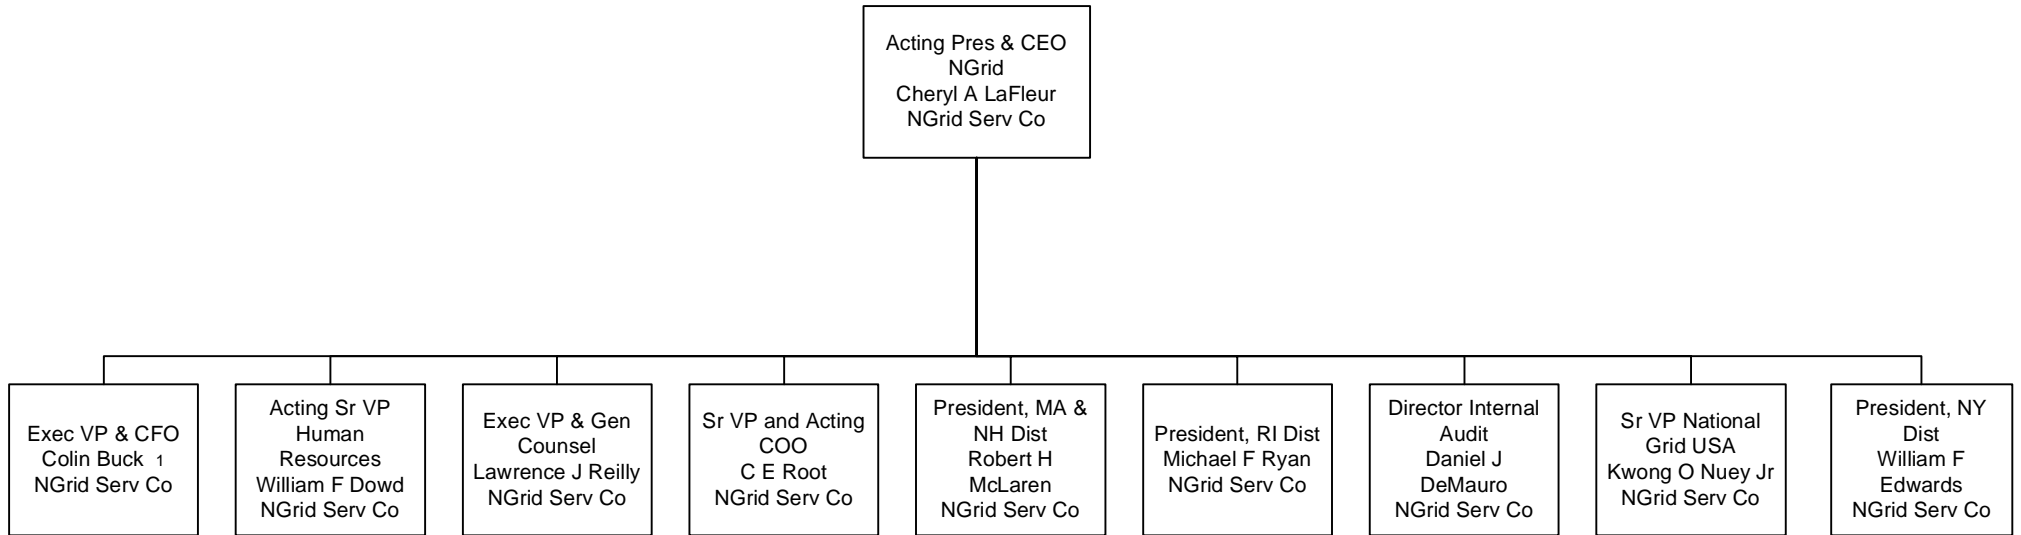 Acting Pres & CEO
NGrid
Cheryl A LaFleur
NGrid Serv Co
Exec VP & CFO
Colin Buck 1
NGrid Serv Co
Acting Sr VP
Human
Resources
William F Dowd
NGrid Serv Co
Exec VP & Gen
Counsel
Lawrence J Reilly
NGrid Serv Co
Sr VP and Acting
COO
C E Root
NGrid Serv Co
President, MA &
NH Dist
Robert H
McLaren
NGrid Serv Co
President, RI Dist
Michael F Ryan
NGrid Serv Co
Director Internal
Audit
Daniel J
DeMauro
NGrid Serv Co
Sr VP National
Grid USA
Kwong O Nuey Jr
NGrid Serv Co
President, NY
Dist
William F
Edwards
NGrid Serv Co